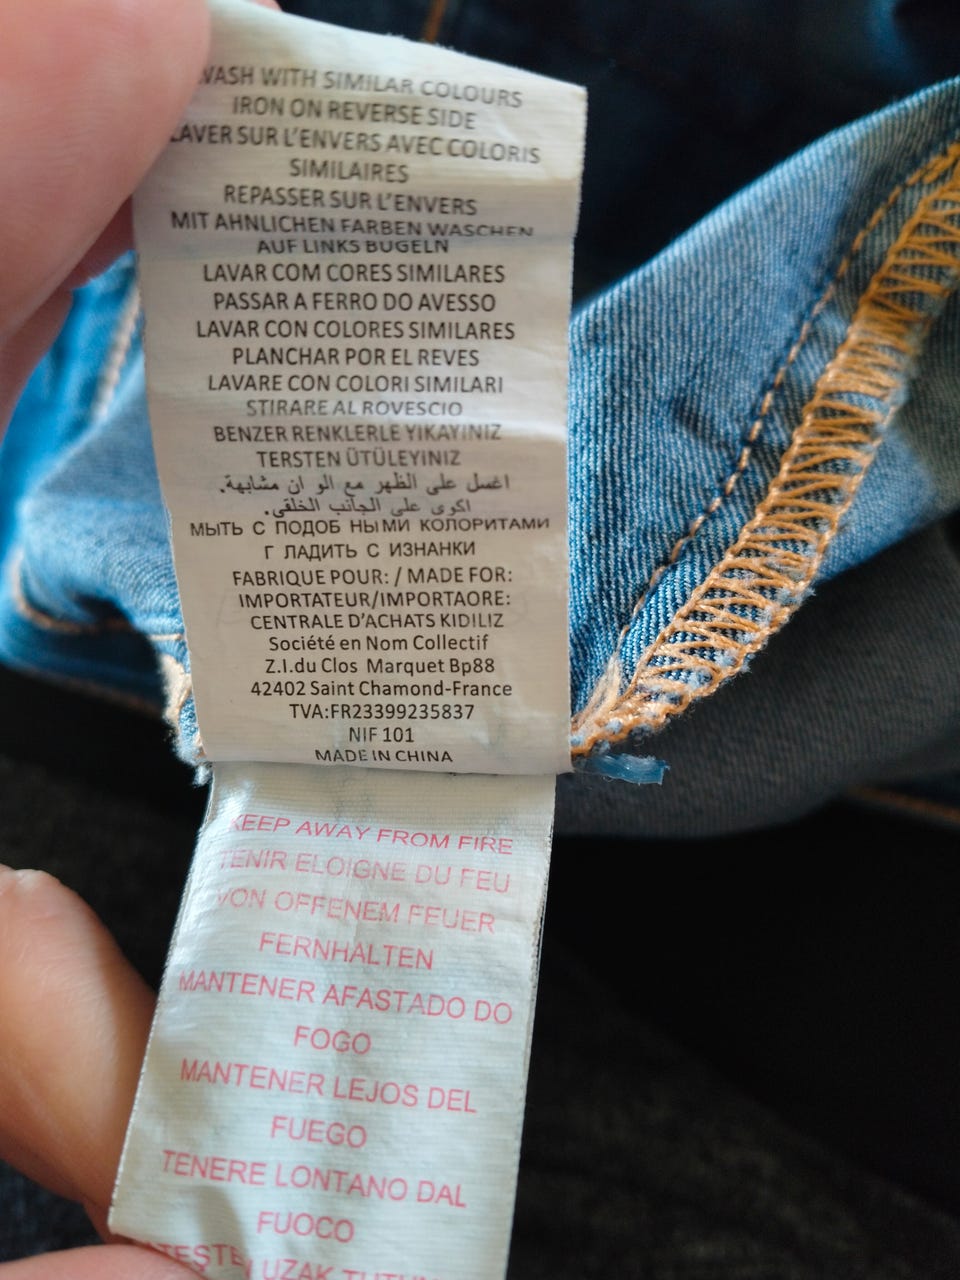 WASH WITH SIMILAR COLOURS
IRON ON REVERSE SIDE
LAVER SUR L'ENVERS AVEC COLORIS
SIMILAIRES
REPASSER SUR L'ENVERS
MIT AHNLICHEN FARBEN WASCHEN
AUF LINKS BUGELN
LAVAR COM CORES SIMILARES
PASSAR A FERRO DO AVESSO
LAVAR CON COLORES SIMILARES
PLANCHAR POR EL REVES
LAVARE CON COLORI SIMILARI
STIRARE AL ROVESCIO
BENZER RENKLERLE YIKAYINIZ
TERSTEN ÜTÜLEYINIZ
اغسل على الظهر مع الو ان مشابهة.
اكوى على الجانب الخلقى.
МЫТЬ С ПОДОБ НЫ МИ КОЛОРИТАМИ
Г ЛАДИТЬ С ИЗНАНКИ
FABRIQUE POUR: / MADE FOR:
IMPORTATEUR/IMPORTAORE:
CENTRALE D'ACHATS KIDILIZ
Société en Nom Collectif
Z.I.du Clos Marquet Bp88
42402 Saint Chamond-France
TVA:FR23399235837
NIF 101
MADE IN CHINA
KEEP AWAY FROM FIRE
TENIR ELOIGNE DU FEU
VON OFFENEM FEUER
FERNHALTEN
MANTENER AFASTADO DO
FOGO
MANTENER LEJOS DEL
FUEGO
TENERE LONTANO DAL
FUOCO
ATEŞTEN UZAK TUTUN